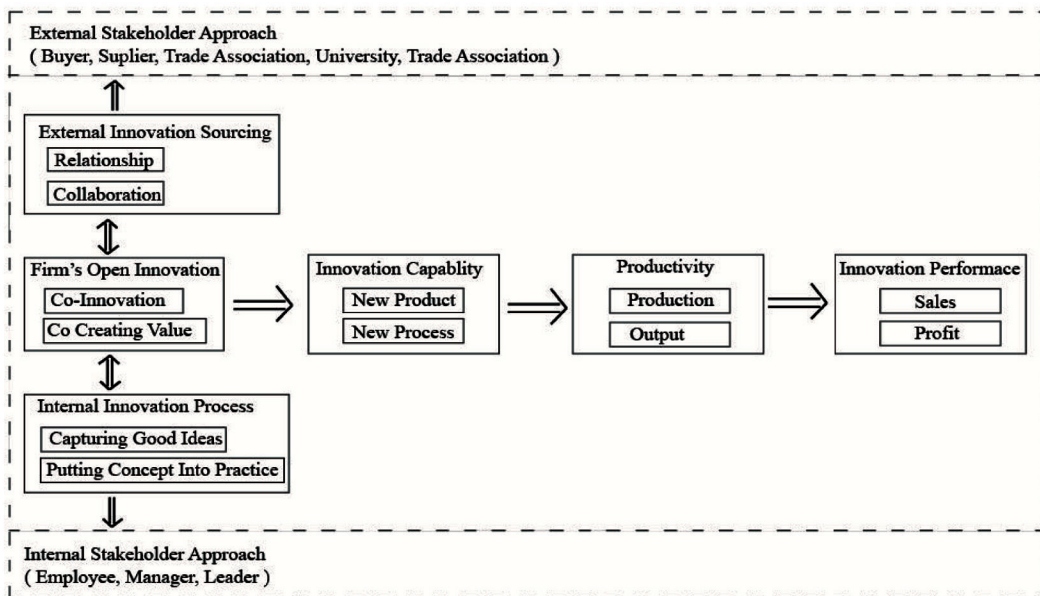 External Stakeholder Approach
( Buyer, Suplier, Trade Association, University, Trade Association )
External Innovation Sourcing
Relationship
Collaboration
Firm's Open Innovation
Co-Innovation
Co Creating Value
Innovation Capablity
New Product
New Process
Productivity
Production
Output
Innovation Performace
Sales
Profit
Internal Innovation Process
Capturing Good Ideas
Putting Concept Into Practice
Internal Stakeholder Approach
( Employee, Manager, Leader )